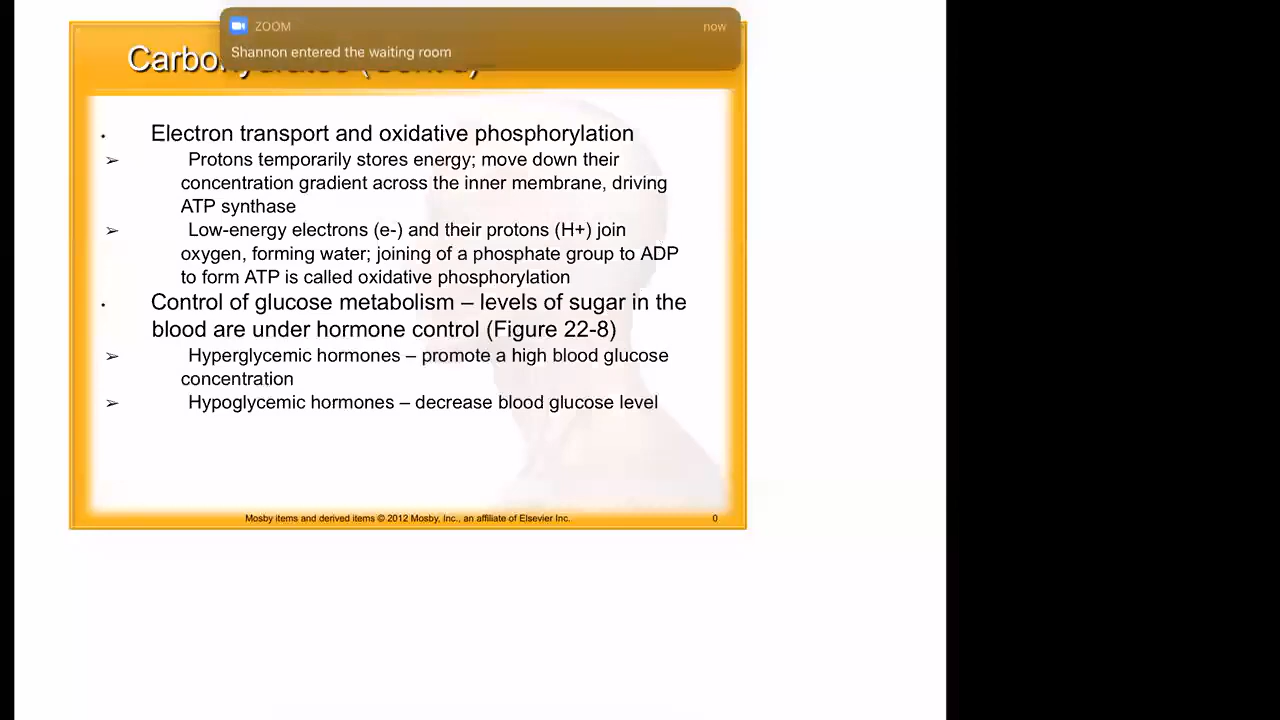 ZOOM now
Shannon entered the waiting room
• Electron transport and oxidative phosphorylation
➢ Protons temporarily stores energy; move down their
concentration gradient across the inner membrane, driving
ATP synthase
➢ Low-energy electrons (e-) and their protons (H+) join
oxygen, forming water; joining of a phosphate group to ADP
to form ATP is called oxidative phosphorylation
• Control of glucose metabolism – levels of sugar in the
blood are under hormone control (Figure 22-8)
➢ Hyperglycemic hormones – promote a high blood glucose
concentration
➢ Hypoglycemic hormones – decrease blood glucose level
Mosby items and derived items © 2012 Mosby, Inc., an affiliate of Elsevier Inc. 0